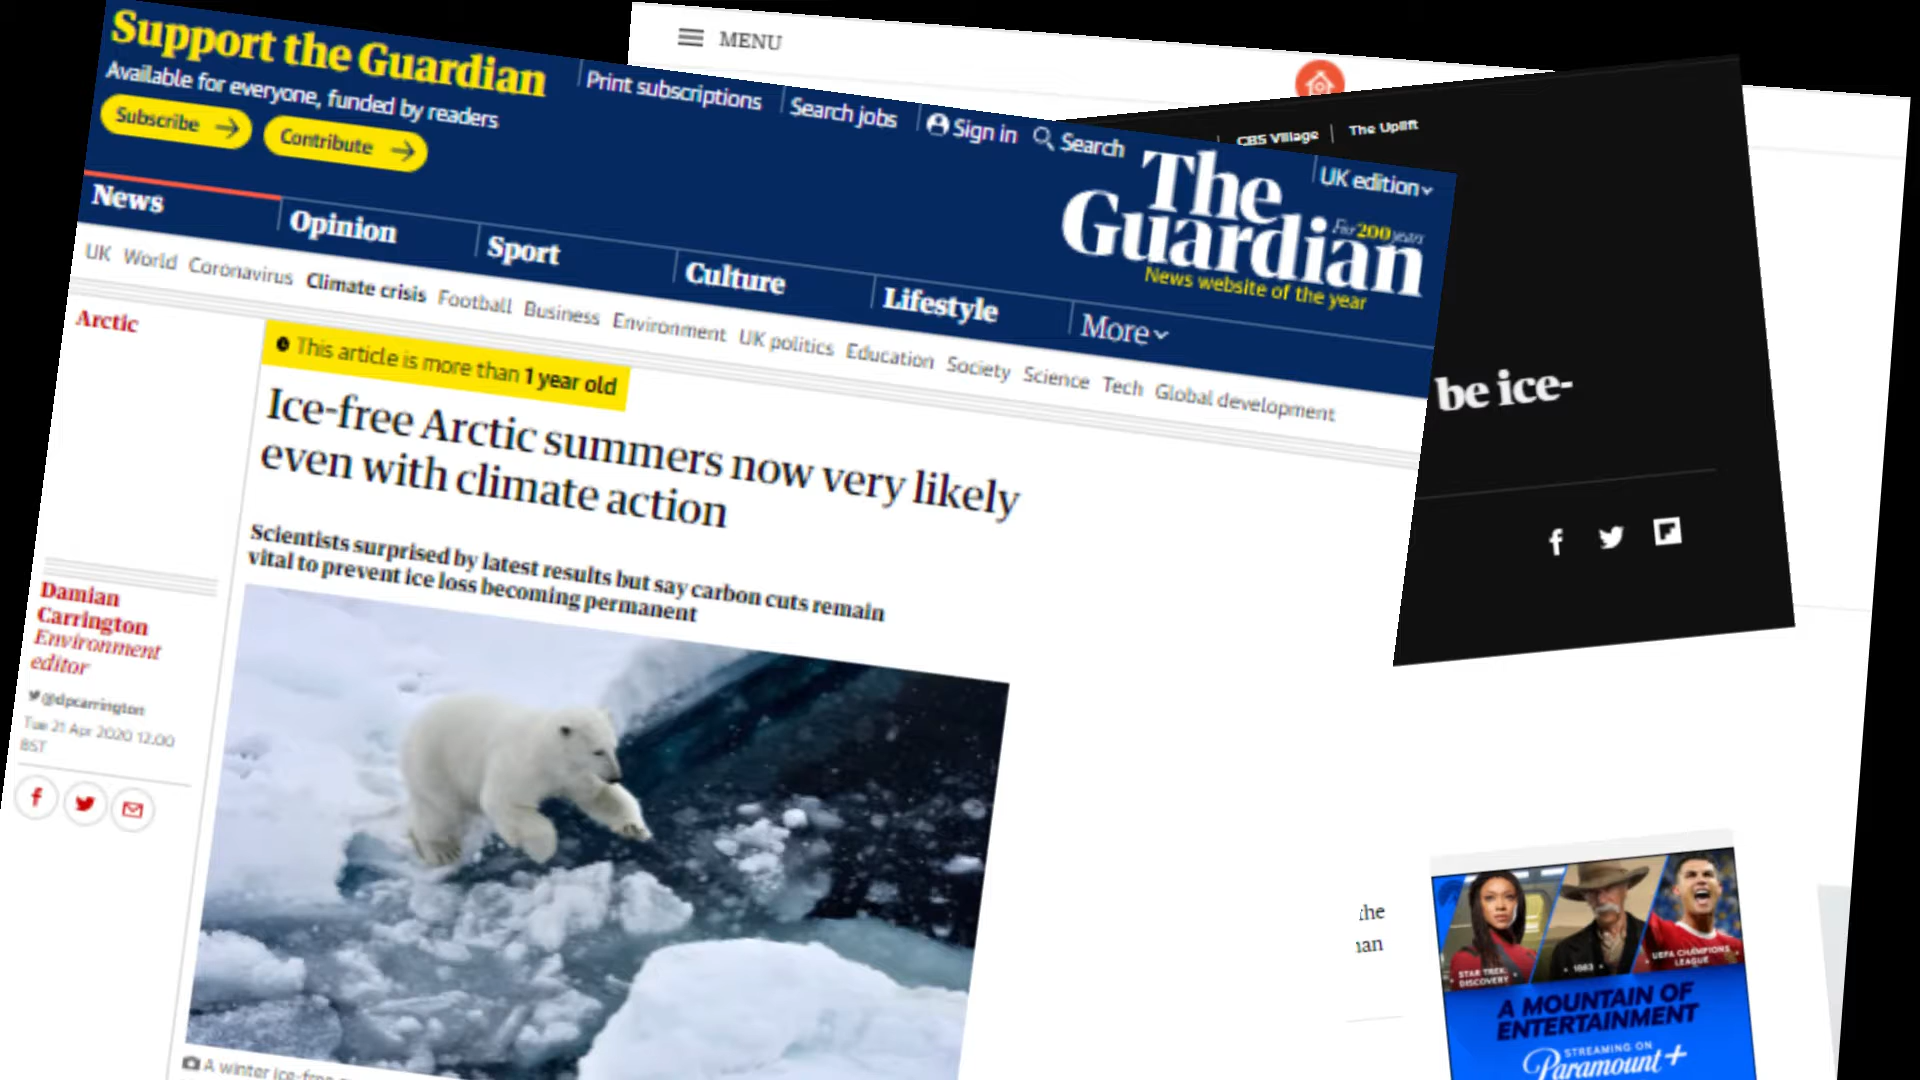 Support the Guardian
Available for everyone, funded by readers
Subscribe
Contribute
Print subscriptions
Search jobs
Sign in
Search
UK edition
The Guardian
For 200 years
News website of the year
News
Opinion
Sport
Culture
Lifestyle
More
UK World Coronavirus Climate crisis Football Business Environment UK politics Education Society Science Tech Global development
Arctic
This article is more than 1 year old
Ice-free Arctic summers now very likely
even with climate action
Scientists surprised by latest results but say carbon cuts remain
vital to prevent ice loss becoming permanent
Damian
Carrington
Environment
editor
@dpcarrington
Tue 21 Apr 2020 12.00
BST
A winter ice-free
MENU
CBS Village
The Uplift
be ice-
the
STAR TREK:
DISCOVERY
1883
UEFA CHAMPIONS
LEAGUE
A MOUNTAIN OF
ENTERTAINMENT
STREAMING ON
Paramount+